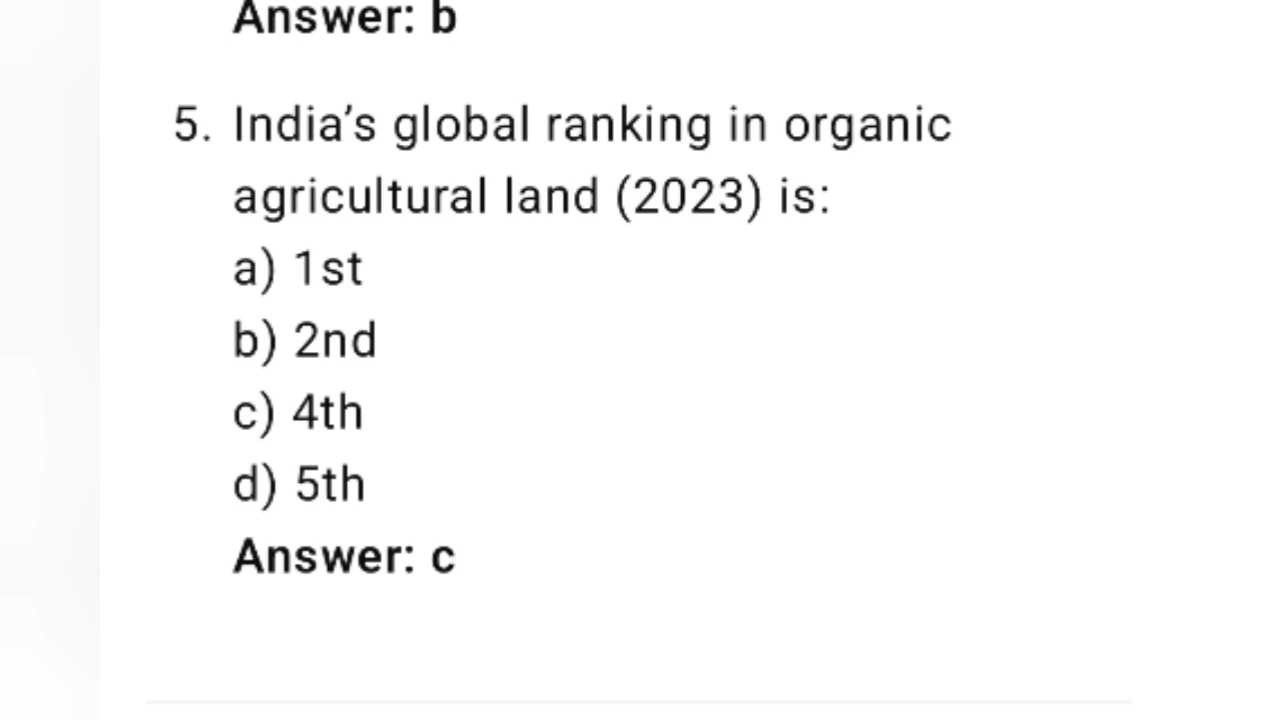 Answer: b
5. India’s global ranking in organic
agricultural land (2023) is:
a) 1st
b) 2nd
c) 4th
d) 5th
Answer: c